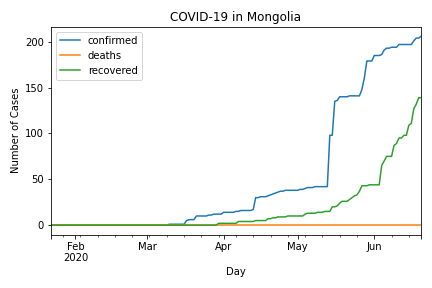 COVID-19 in Mongolia
confirmed
deaths
recovered
Number of Cases
200
150
100
50
0
Feb Mar Apr May Jun
2020
Day